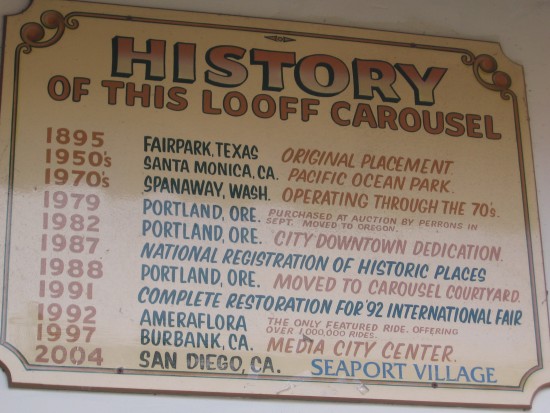 HISTORY
OF THIS LOOFF CAROUSEL
1895 FAIRPARK, TEXAS ORIGINAL PLACEMENT.
1950's SANTA MONICA, CA. PACIFIC OCEAN PARK.
1970's SPANAWAY, WASH. OPERATING THROUGH THE 70's.
1979 PORTLAND, ORE. PURCHASED AT AUCTION BY PERRONS IN
SEPT. MOVED TO OREGON.
1982 PORTLAND, ORE. CITY DOWNTOWN DEDICATION.
1987 NATIONAL REGISTRATION OF HISTORIC PLACES
1988 PORTLAND, ORE. MOVED TO CAROUSEL COURTYARD.
1991 COMPLETE RESTORATION FOR '92 INTERNATIONAL FAIR
1992 AMERAFLORA THE ONLY FEATURED RIDE. OFFERING
OVER 1,000,000 RIDES.
1997 BURBANK, CA. MEDIA CITY CENTER.
2004 SAN DIEGO, CA. SEAPORT VILLAGE